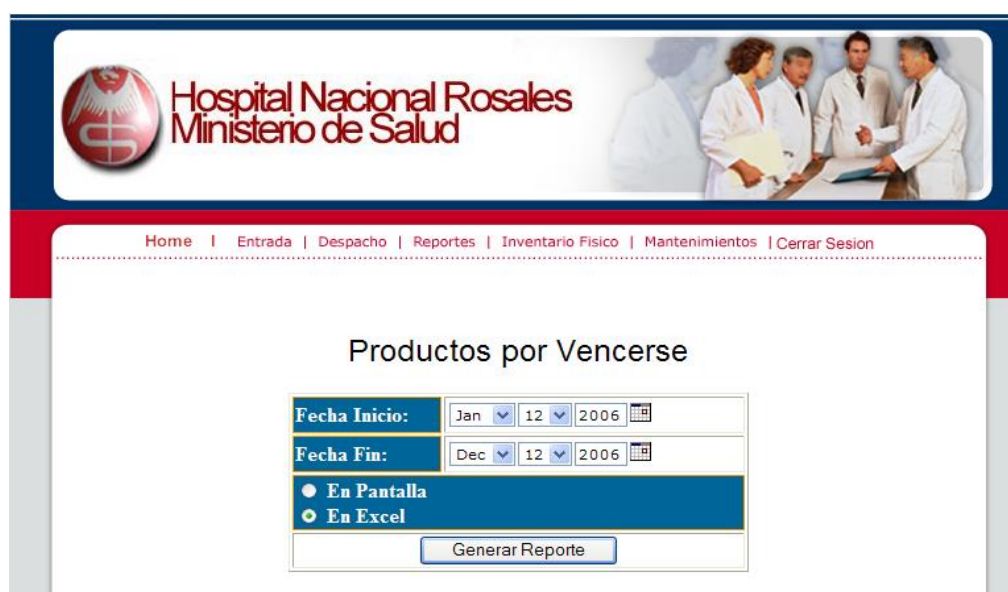 Hospital Nacional Rosales
Ministerio de Salud
Home | Entrada | Despacho | Reportes | Inventario Fisico | Mantenimientos | Cerrar Sesion
Productos por Vencerse
Fecha Inicio: Jan 12 2006
Fecha Fin: Dec 12 2006
En Pantalla
En Excel
Generar Reporte